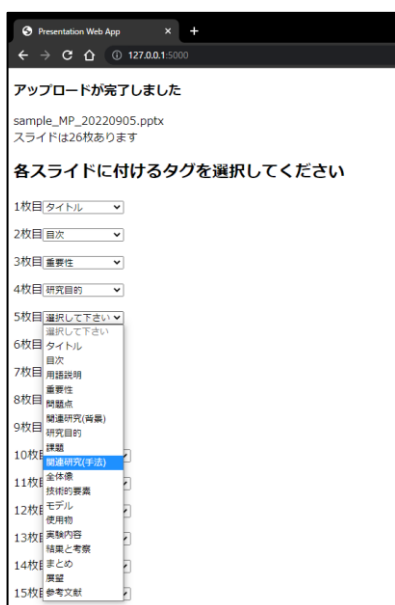 Presentation Web App × +
127.0.0.1:5000
アップロードが完了しました
sample_MP_20220905.pptx
スライドは26枚あります
各スライドに付けるタグを選択してください
1枚目 タイトル
2枚目 目次
3枚目 重要性
4枚目 研究目的
5枚目 選択して下さい
選択して下さい
6枚目 タイトル
目次
7枚目 用語説明
重要性
8枚目 問題点
関連研究(背景)
9枚目 研究目的
課題
10枚目 関連研究(手法)
全体像
11枚目 技術的要素
モデル
12枚目 使用物
13枚目 実験内容
結果と考察
14枚目 まとめ
展望
15枚目 参考文献